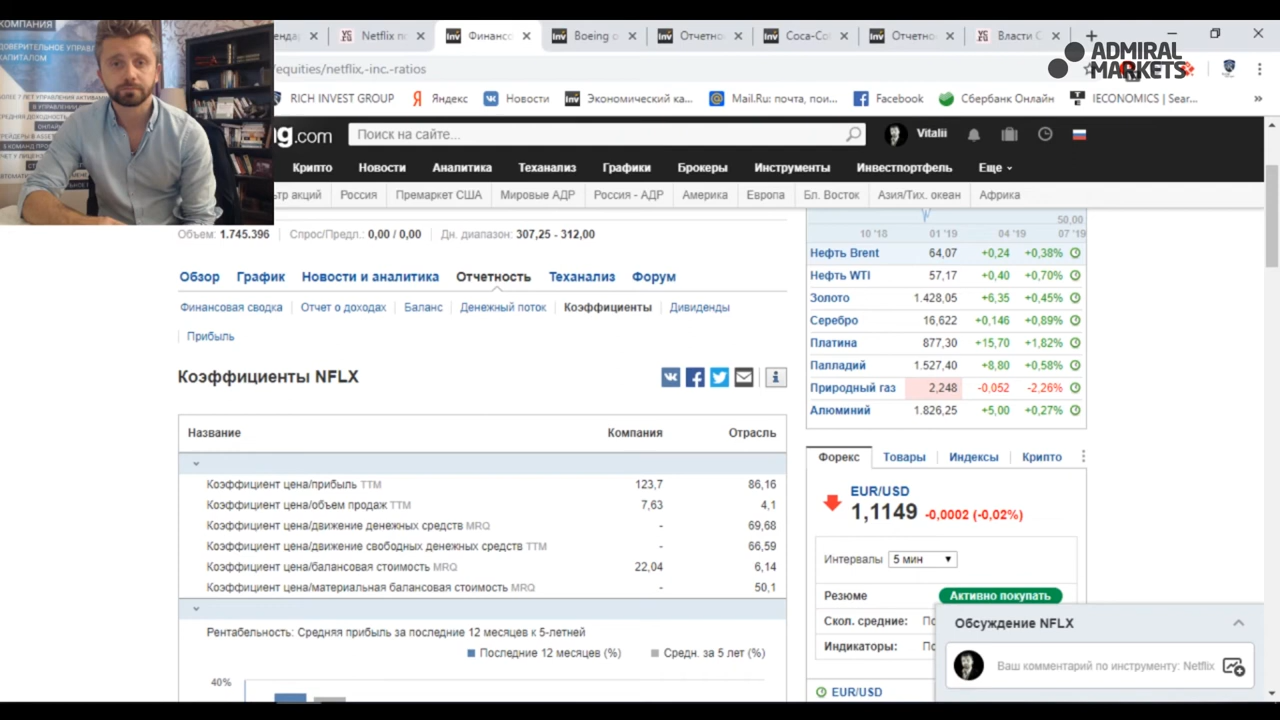 КОМПАНИЯ
ДОВЕРИТЕЛЬНОЕ УПРАВЛ
КАПИТАЛОМ
В УПРАВЛЕНИИ
ОНЛАЙН
Netflix по
Финанс
Boeing о
Отчетно
Coca-Col
Отчетно
Власти С
ADMIRAL
MARKETS
/equities/netflix,-inc.-ratios
RICH INVEST GROUP
Яндекс
Новости
Экономический ка...
Mail.Ru: почта, пои...
Facebook
Сбербанк Онлайн
IECONOMICS | Sear...
»
ng.com
Поиск на сайте...
Vitalii
Крипто Новости Аналитика Теханализ Графики Брокеры Инструменты Инвестпортфель Еще
тр акций Россия Премаркет США Мировые АДР Россия - АДР Америка Европа Бл. Восток Азия/Тих. океан Африка
Объем: 1.745.396 Спрос/Предл.: 0,00 / 0,00 Дн. диапазон: 307,25 - 312,00
Обзор График Новости и аналитика Отчетность Теханализ Форум
Финансовая сводка Отчет о доходах Баланс Денежный поток Коэффициенты Дивиденды
Прибыль
Коэффициенты NFLX
Название Компания Отрасль
Коэффициент цена/прибыль TTM 123,7 86,16
Коэффициент цена/объем продаж TTM 7,63 4,1
Коэффициент цена/движение денежных средств MRQ - 69,68
Коэффициент цена/движение свободных денежных средств TTM - 66,59
Коэффициент цена/балансовая стоимость MRQ 22,04 6,14
Коэффициент цена/материальная балансовая стоимость MRQ - 50,1
Рентабельность: Средняя прибыль за последние 12 месяцев к 5-летней
Последние 12 месяцев (%) Средн. за 5 лет (%)
40%
50,00
10 '18 01 '19 04 '19 07 '19
Нефть Brent 64,07 +0,24 +0,38%
Нефть WTI 57,17 +0,40 +0,70%
Золото 1.428,05 +6,35 +0,45%
Серебро 16,622 +0,146 +0,89%
Платина 877,30 +15,70 +1,82%
Палладий 1.527,40 +8,80 +0,58%
Природный газ 2,248 -0,052 -2,26%
Алюминий 1.826,25 +5,00 +0,27%
Форекс Товары Индексы Крипто
EUR/USD
1,1149 -0,0002 (-0,02%)
Интервалы 5 мин
Резюме Активно покупать
Скол. средние: По
Индикаторы: По
EUR/USD
Обсуждение NFLX
Ваш комментарий по инструменту: Netflix